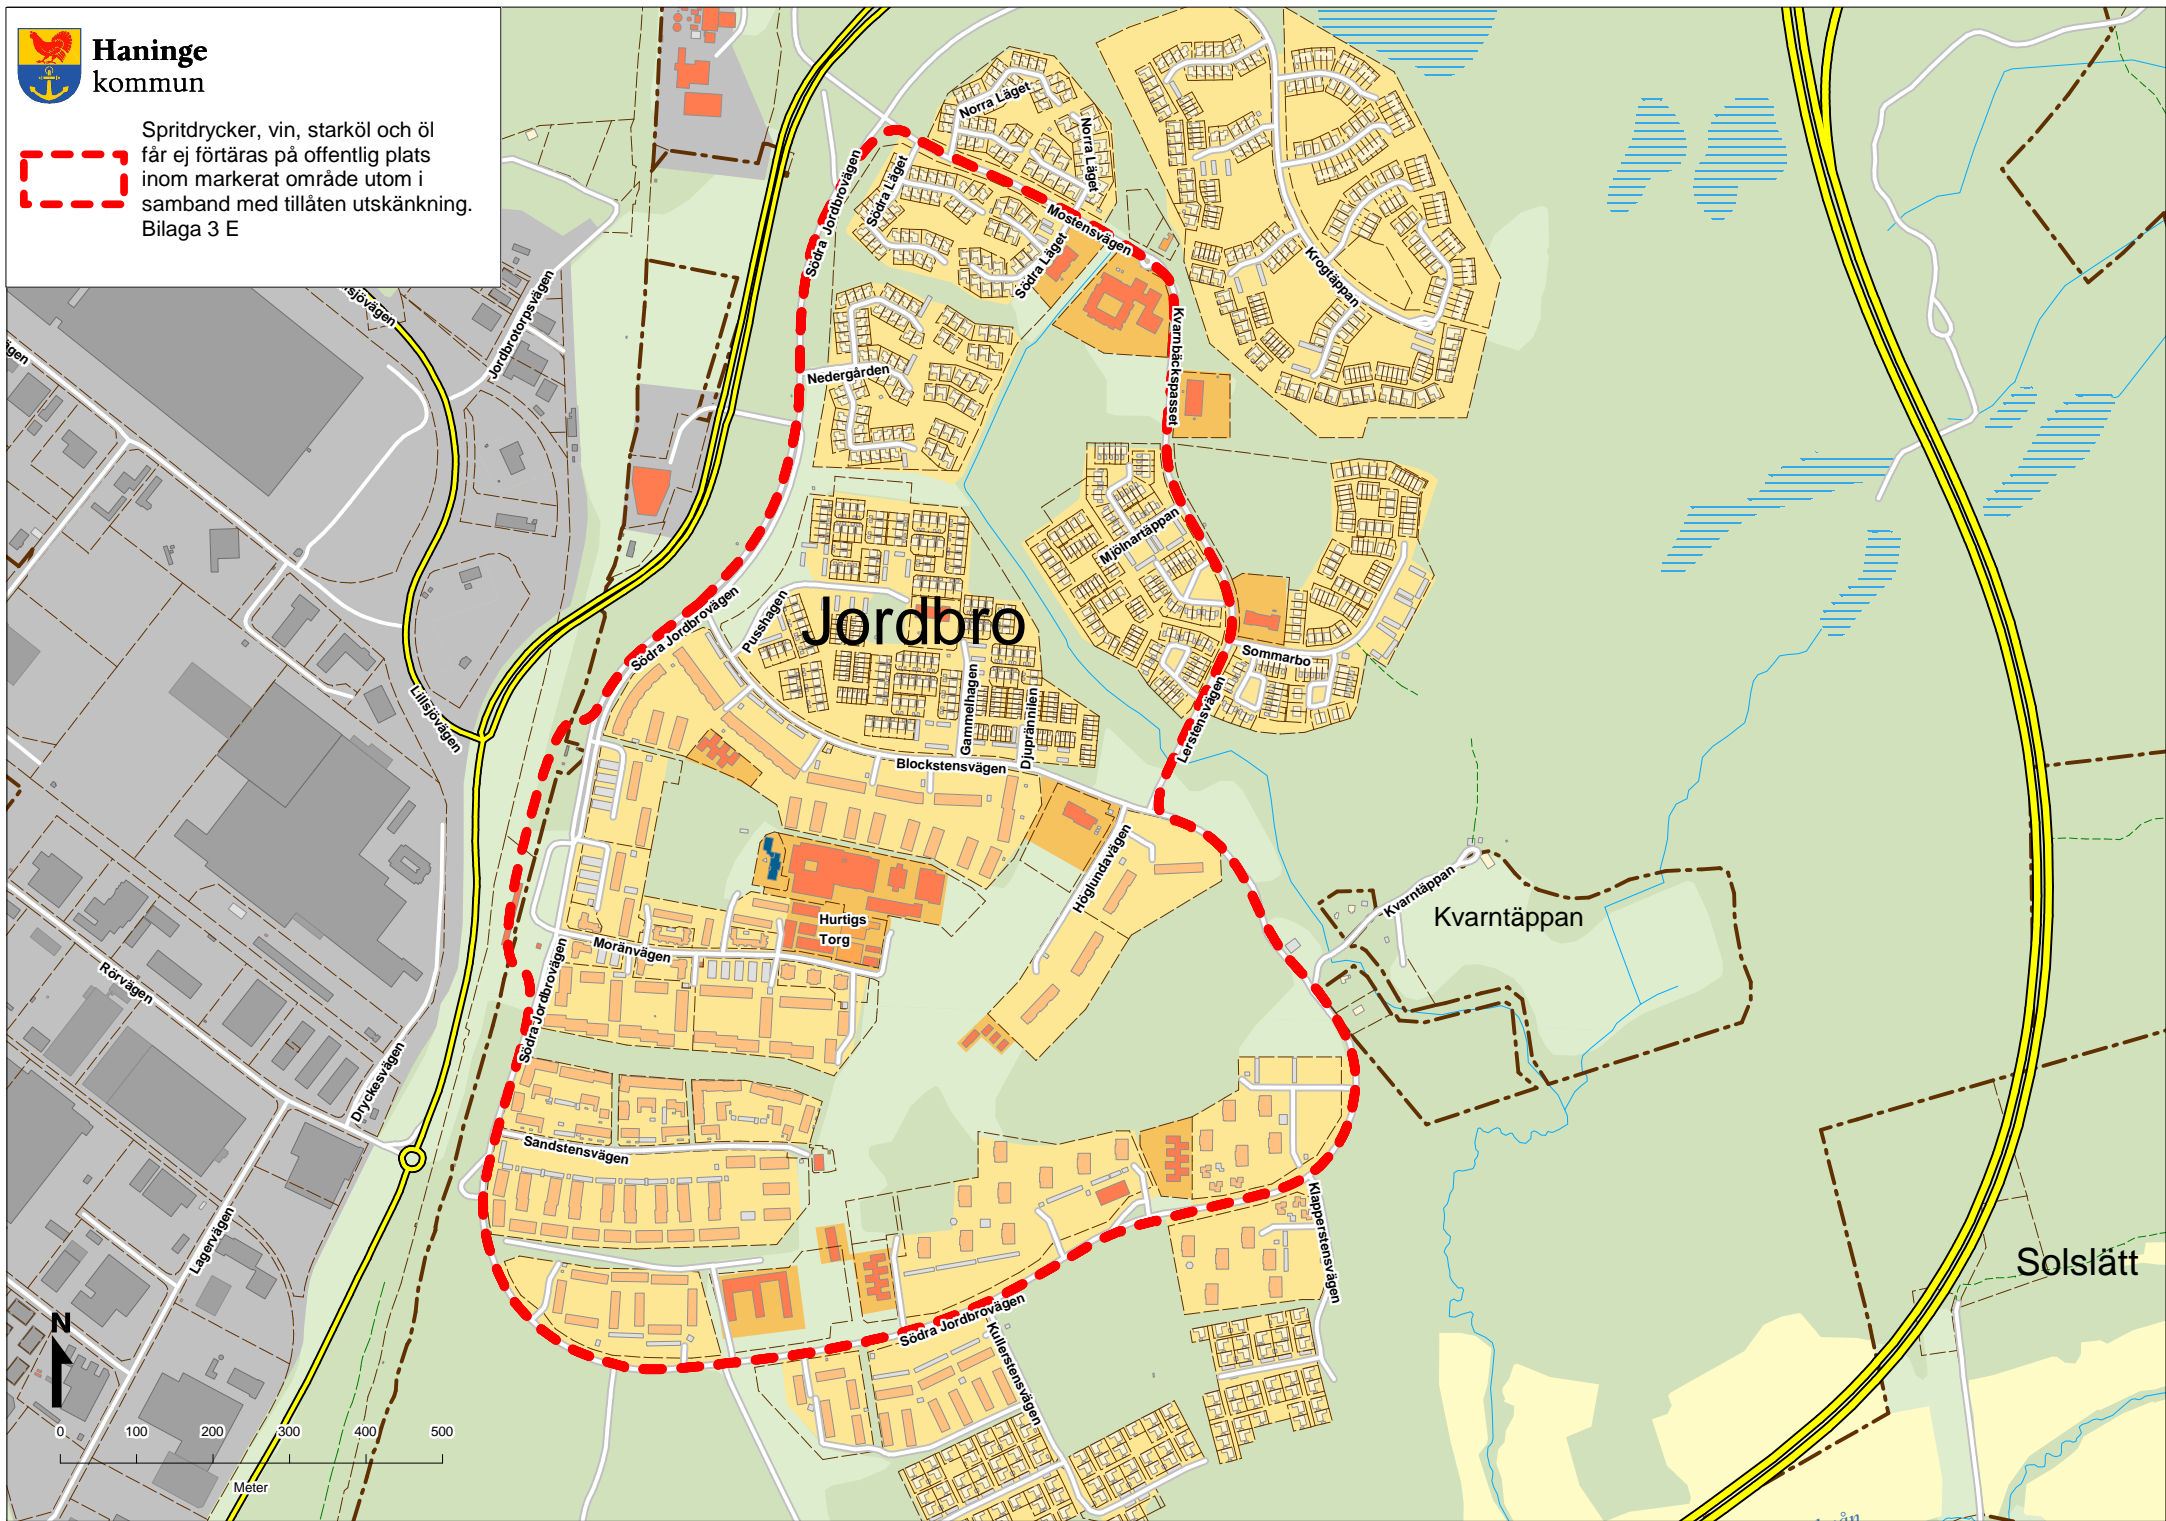 Haninge
kommun
Spritdrycker, vin, starköl och öl
får ej förtäras på offentlig plats
inom markerat område utom i
samband med tillåten utskänkning.
Bilaga 3 E
Norra Läget
Norra Läget
Södra Jordbrovägen
Södra Läget
Mostensvägen
Södra Läget
Krogtäppan
Jordbrotorpsvägen
Kvarnbäckspasset
Nedergården
Mjölnartäppan
Jordbro
Pusshagen
Södra Jordbrovägen
Sommarbo
Lillsjövägen
Gammelhagen
Djuprännilen
Lerstensvägen
Blockstensvägen
Höglundavägen
Kvarntäppan
Kvarntäppan
Hurtigs
Torg
Moränvägen
Rörvägen
Södra Jordbrovägen
Dryckesvägen
Sandstensvägen
Lagervägen
Klapperstensvägen
Solslätt
Södra Jordbrovägen
Kullerstensvägen
N
0 100 200 300 400 500
Meter